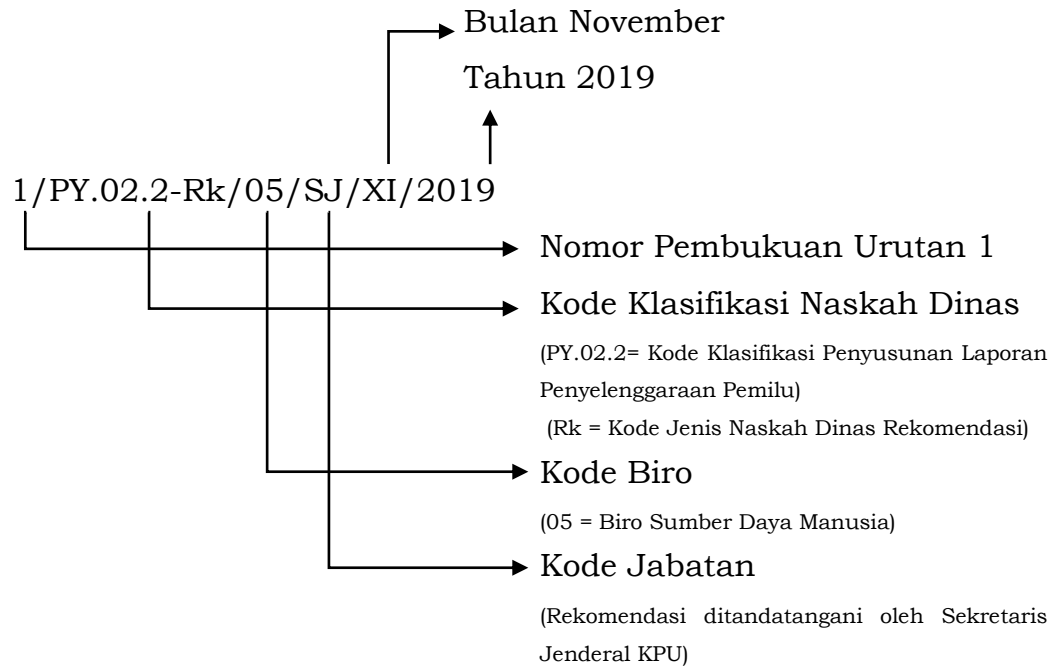 Bulan November
Tahun 2019
1/PY.02.2-Rk/05/SJ/XI/2019
Nomor Pembukuan Urutan 1
Kode Klasifikasi Naskah Dinas
(PY.02.2= Kode Klasifikasi Penyusunan Laporan
Penyelenggaraan Pemilu)
(Rk = Kode Jenis Naskah Dinas Rekomendasi)
Kode Biro
(05 = Biro Sumber Daya Manusia)
Kode Jabatan
(Rekomendasi ditandatangani oleh Sekretaris
Jenderal KPU)